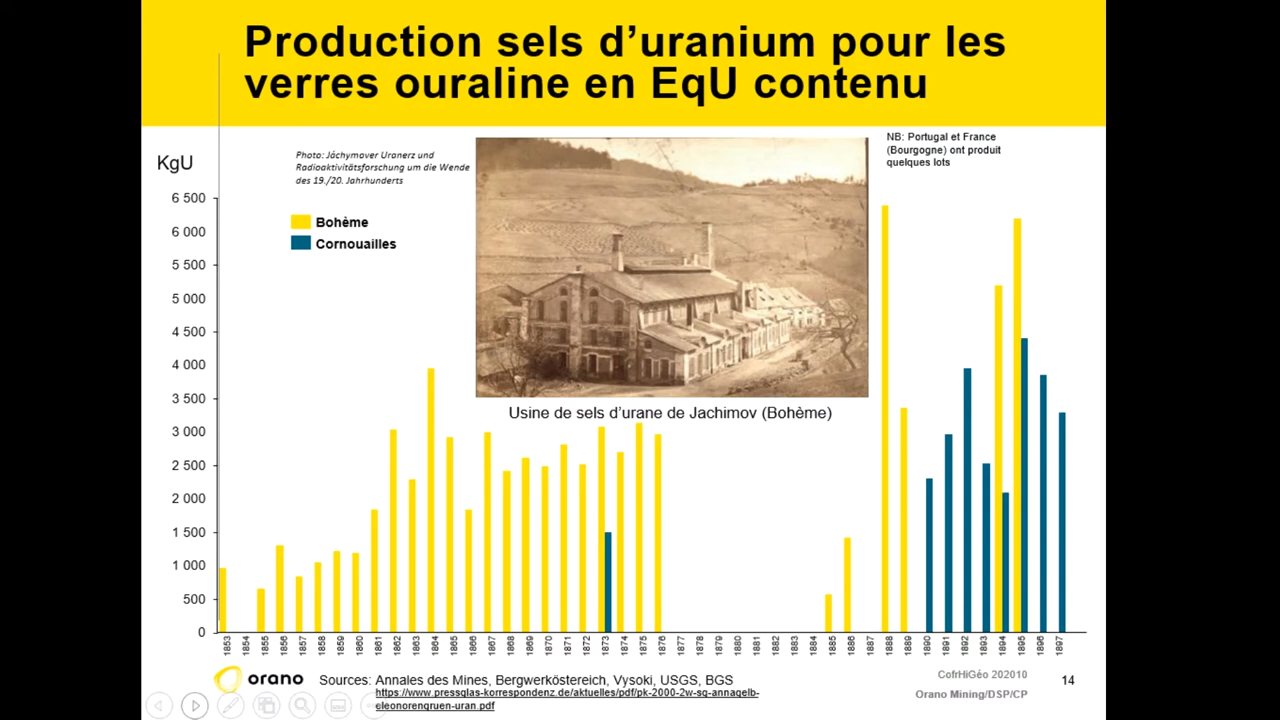 Production sels d’uranium pour les
verres ouraline en EqU contenu
NB: Portugal et France
(Bourgogne) ont produit
quelques lots
KgU
Photo: Jáchymover Uranerz und
Radioaktivitätsforschung um die Wende
des 19./20. Jahrhunderts
Bohème
Cornouailles
6 500
6 000
5 500
5 000
4 500
4 000
3 500
3 000
2 500
2 000
1 500
1 000
500
0
Usine de sels d’urane de Jachimov (Bohème)
1853 1854 1855 1856 1857 1858 1859 1860 1861 1862 1863 1864 1865 1866 1867 1868 1869 1870 1871 1872 1873 1874 1875 1876 1877 1878 1879 1880 1881 1882 1883 1884 1885 1886 1887 1888 1889 1890 1891 1892 1893 1894 1895 1896 1897
orano
Sources: Annales des Mines, Bergwerköstereich, Vysoki, USGS, BGS
https://www.pressglas-korrespondenz.de/aktuelles/pdf/pk-2000-2w-sg-annagelb-
cleonorengruen-uran.pdf
CofrHiGéo 202010
Orano Mining/DSP/CP
14